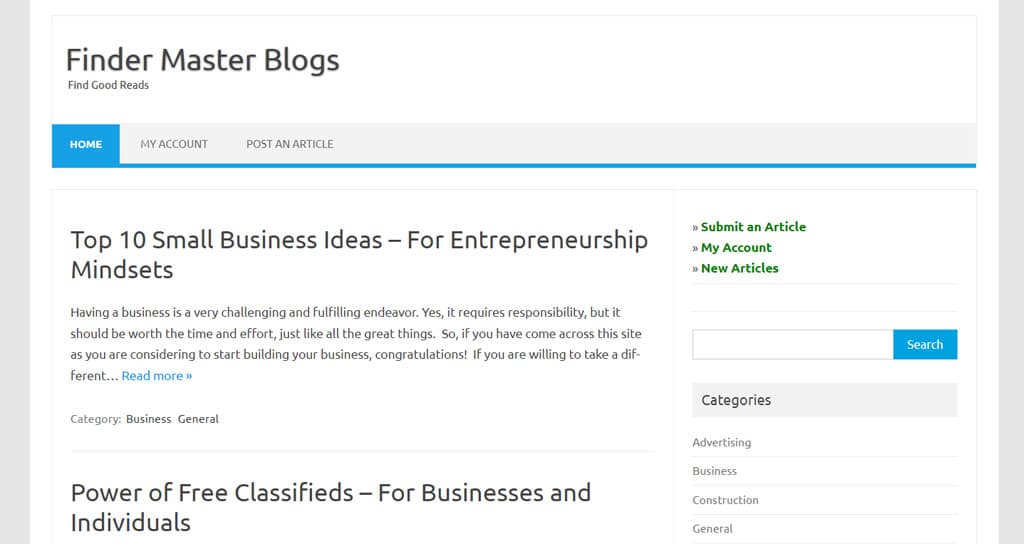 Finder Master Blogs
Find Good Reads
HOME MY ACCOUNT POST AN ARTICLE
Top 10 Small Business Ideas – For Entrepreneurship
Mindsets
Having a business is a very challenging and fulfilling endeavor. Yes, it requires responsibility, but it
should be worth the time and effort, just like all the great things.  So, if you have come across this site
as you are considering to start building your business, congratulations!  If you are willing to take a dif-
ferent… Read more »
Category: Business General
Power of Free Classifieds – For Businesses and
Individuals
» Submit an Article
» My Account
» New Articles
Search
Categories
Advertising
Business
Construction
General